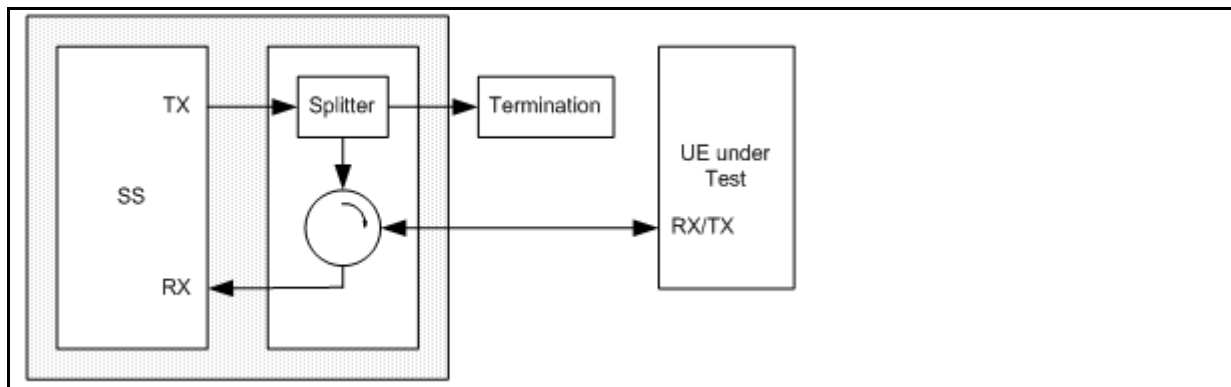 TX
Splitter
Termination
UE under
Test
SS
RX/TX
RX